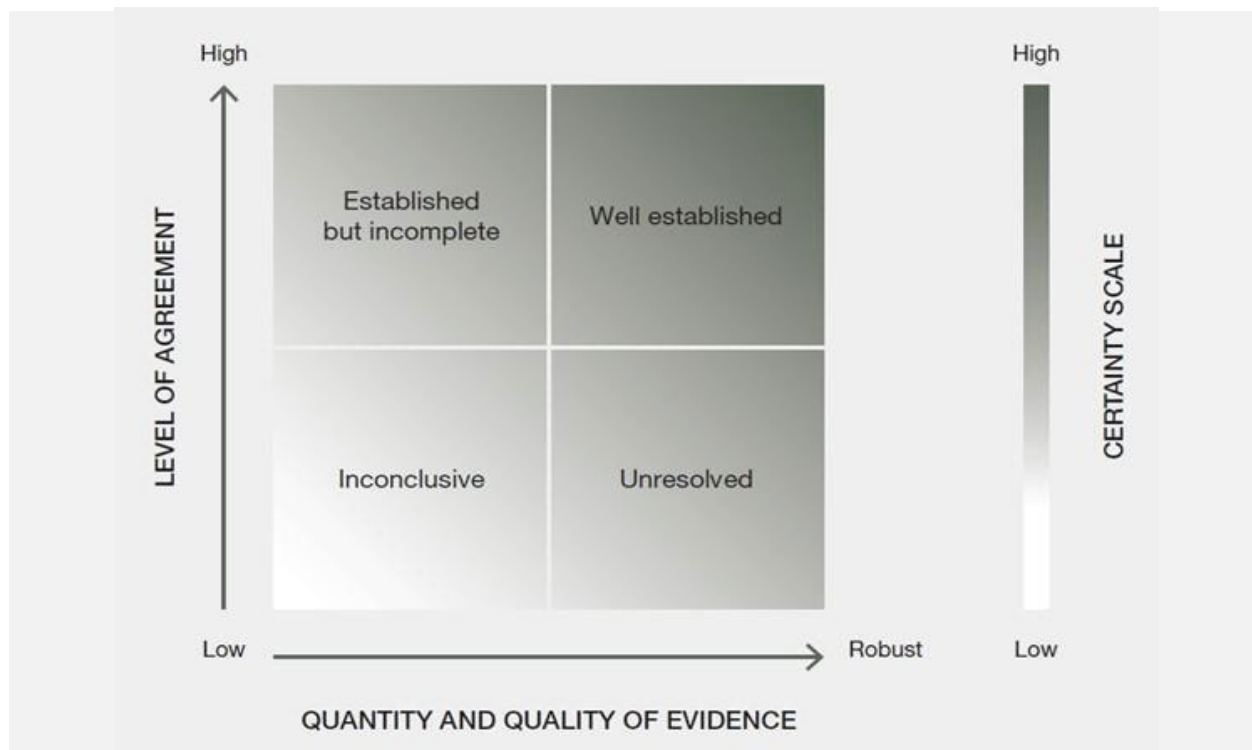 High
High
Established
but incomplete
Well established
LEVEL OF AGREEMENT
CERTAINTY SCALE
Inconclusive
Unresolved
Low
Robust
Low
QUANTITY AND QUALITY OF EVIDENCE